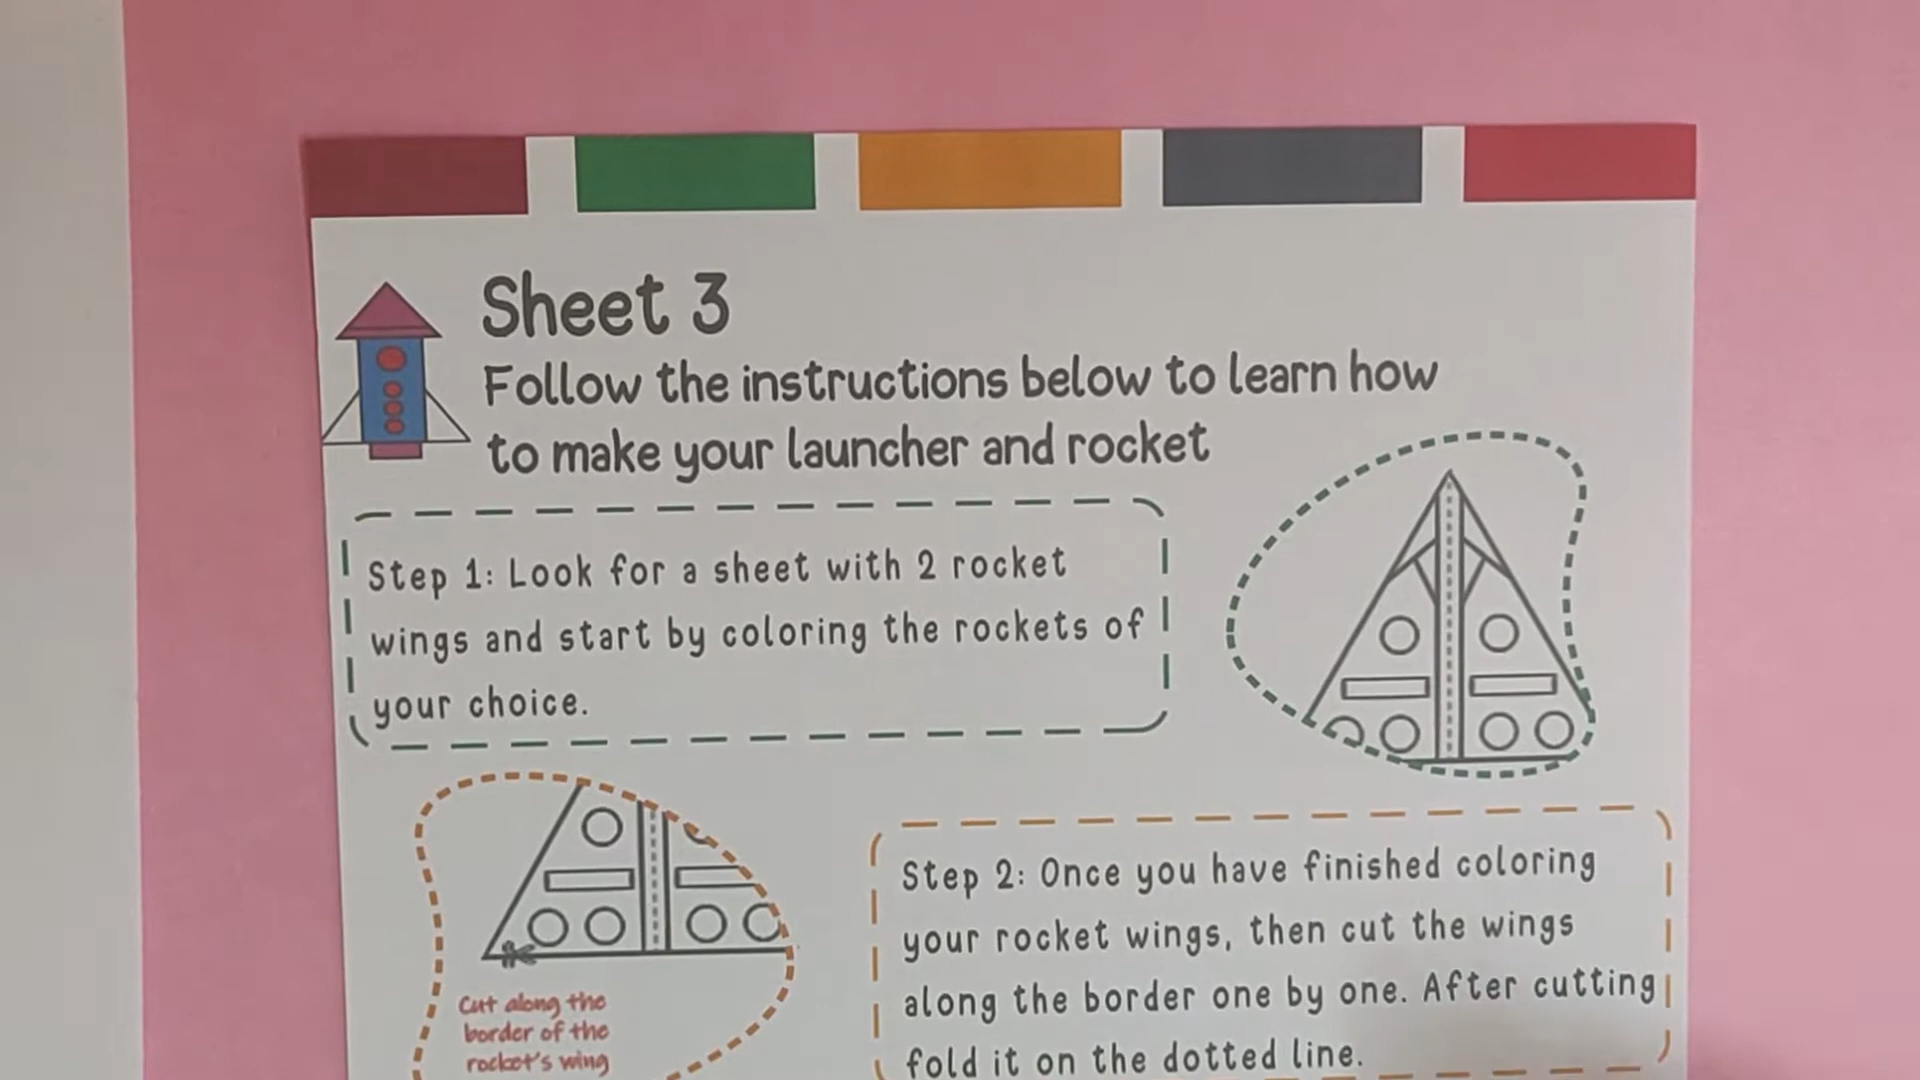 Sheet 3
Follow the instructions below to learn how
to make your launcher and rocket
Step 1: Look for a sheet with 2 rocket
wings and start by coloring the rockets of
your choice.
Step 2: Once you have finished coloring
your rocket wings, then cut the wings
along the border one by one. After cutting
fold it on the dotted line.
Cut along the
border of the
rocket's wing